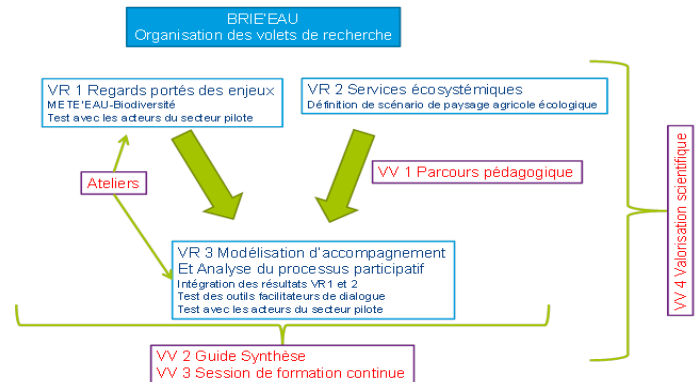 BRIE'EAU
Organisation des volets de recherche
VR 1 Regards portés des enjeux
METE'EAU-Biodiversité
Test avec les acteurs du secteur pilote
VR 2 Services écosystémiques
Définition de scénario de paysage agricole écologique
Ateliers
VV 1 Parcours pédagogique
VR 3 Modélisation d'accompagnement
Et Analyse du processus participatif
Intégration des résultats VR1 et 2
Test des outils facilitateurs de dialogue
Test avec les acteurs du secteur pilote
VV 2 Guide Synthèse
VV 3 Session de formation continue
VV 4 Valorisation scientifique